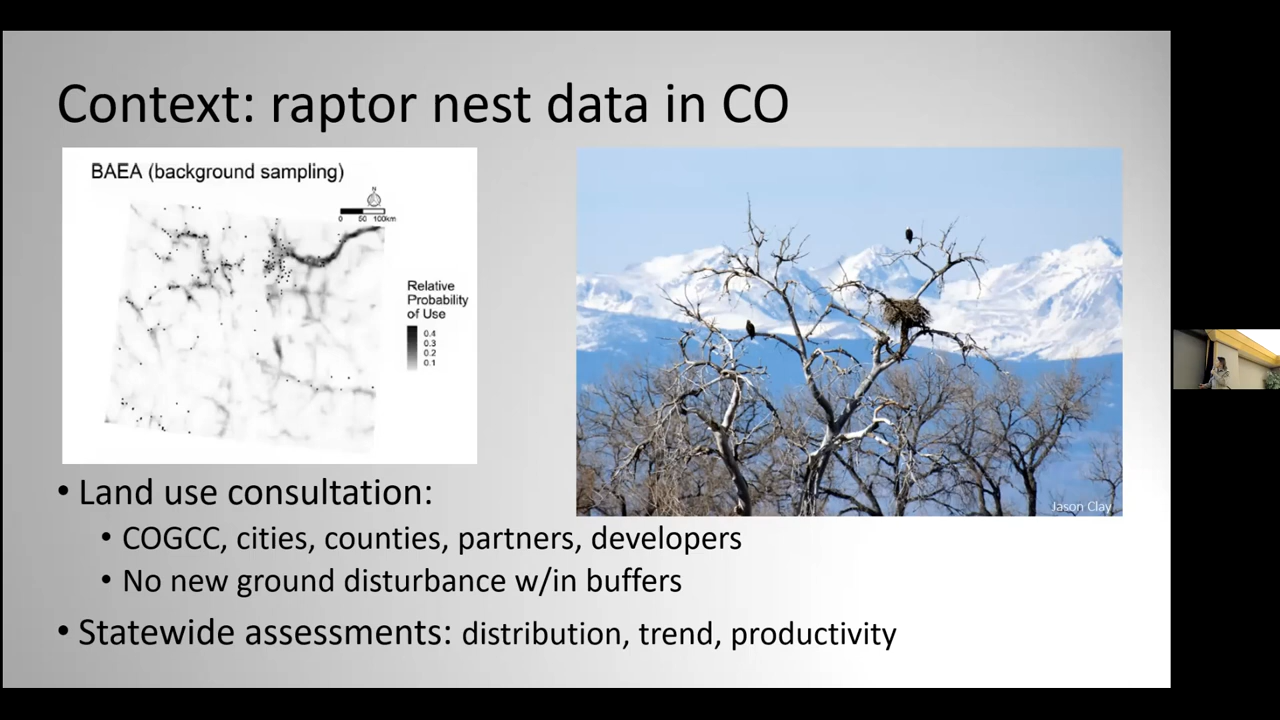 Context: raptor nest data in CO
BAEA (background sampling)
N
0 50 100km
Relative
Probability
of Use
0.4
0.3
0.2
0.1
Jason Clay
• Land use consultation:
• COGCC, cities, counties, partners, developers
• No new ground disturbance w/in buffers
• Statewide assessments: distribution, trend, productivity